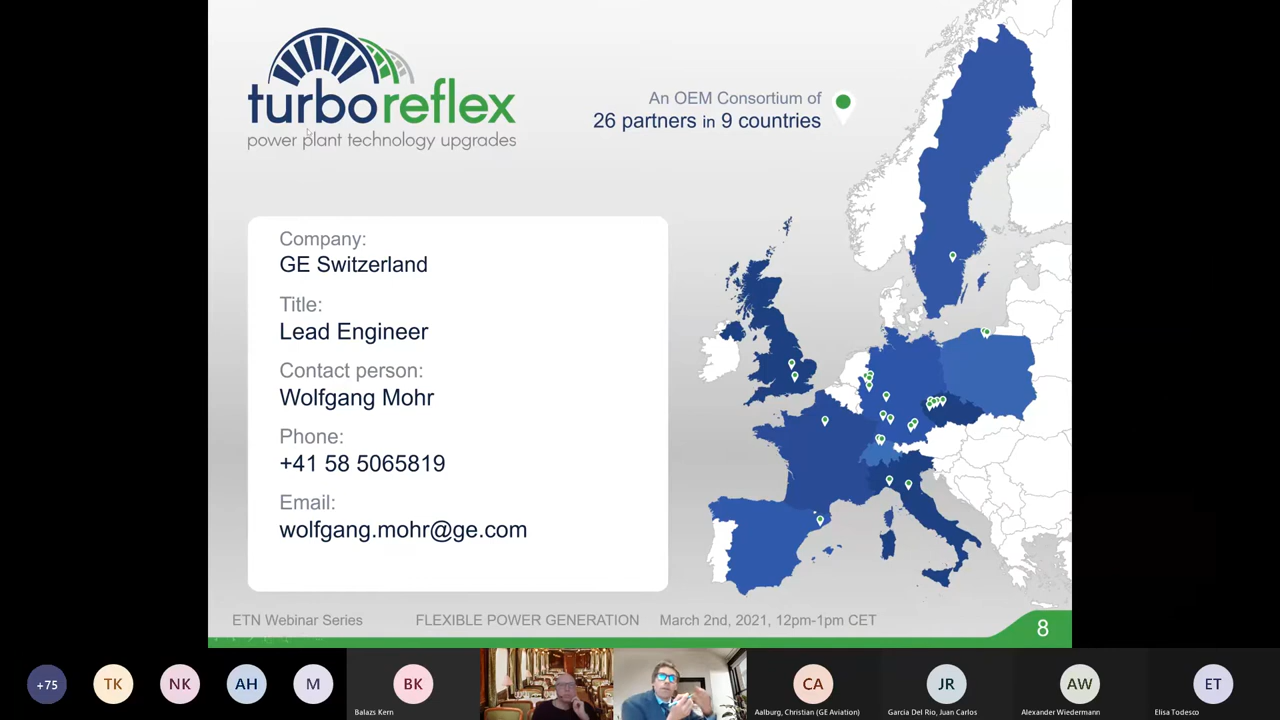 turboreflex
power plant technology upgrades
An OEM Consortium of
26 partners in 9 countries
Company:
GE Switzerland
Title:
Lead Engineer
Contact person:
Wolfgang Mohr
Phone:
+41 58 5065819
Email:
wolfgang.mohr@ge.com
ETN Webinar Series FLEXIBLE POWER GENERATION March 2nd, 2021, 12pm-1pm CET
8
+75 TK NK AH M BK CA JR AW ET
Balazs Kern Aalburg, Christian (GE Aviation) Garcia Del Rio, Juan Carlos Alexander Wiedermann Elisa Todesco